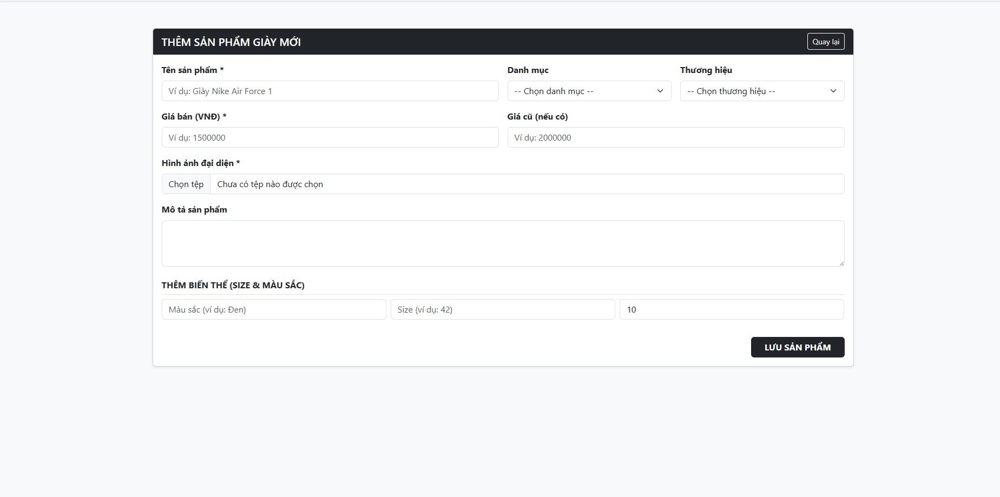 THÊM SẢN PHẨM GIÀY MỚI
Quay lại
Tên sản phẩm *
Danh mục
Thương hiệu
Ví dụ: Giày Nike Air Force 1
-- Chọn danh mục --
-- Chọn thương hiệu --
Giá bán (VNĐ) *
Giá cũ (nếu có)
Ví dụ: 1500000
Ví dụ: 2000000
Hình ảnh đại diện *
Chọn tệp
Chưa có tệp nào được chọn
Mô tả sản phẩm
THÊM BIẾN THỂ (SIZE & MÀU SẮC)
Màu sắc (ví dụ: Đen)
Size (ví dụ: 42)
10
LƯU SẢN PHẨM